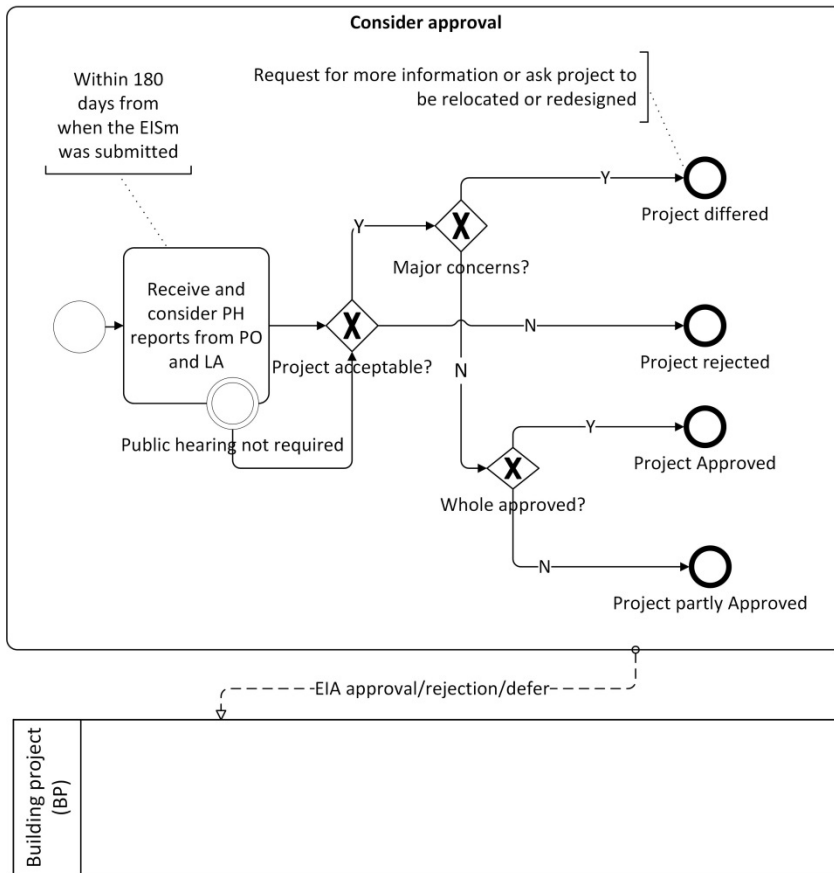 Consider approval
Within 180
days from
when the EISm
was submitted
Request for more information or ask project to
be relocated or redesigned
Y
Project differed
Y
X
Major concerns?
Receive and
consider PH
reports from PO
and LA
X
Project acceptable?
N
Project rejected
N
Public hearing not required
Y
Project Approved
X
Whole approved?
N
Project partly Approved
EIA approval/rejection/defer
Building project
(BP)